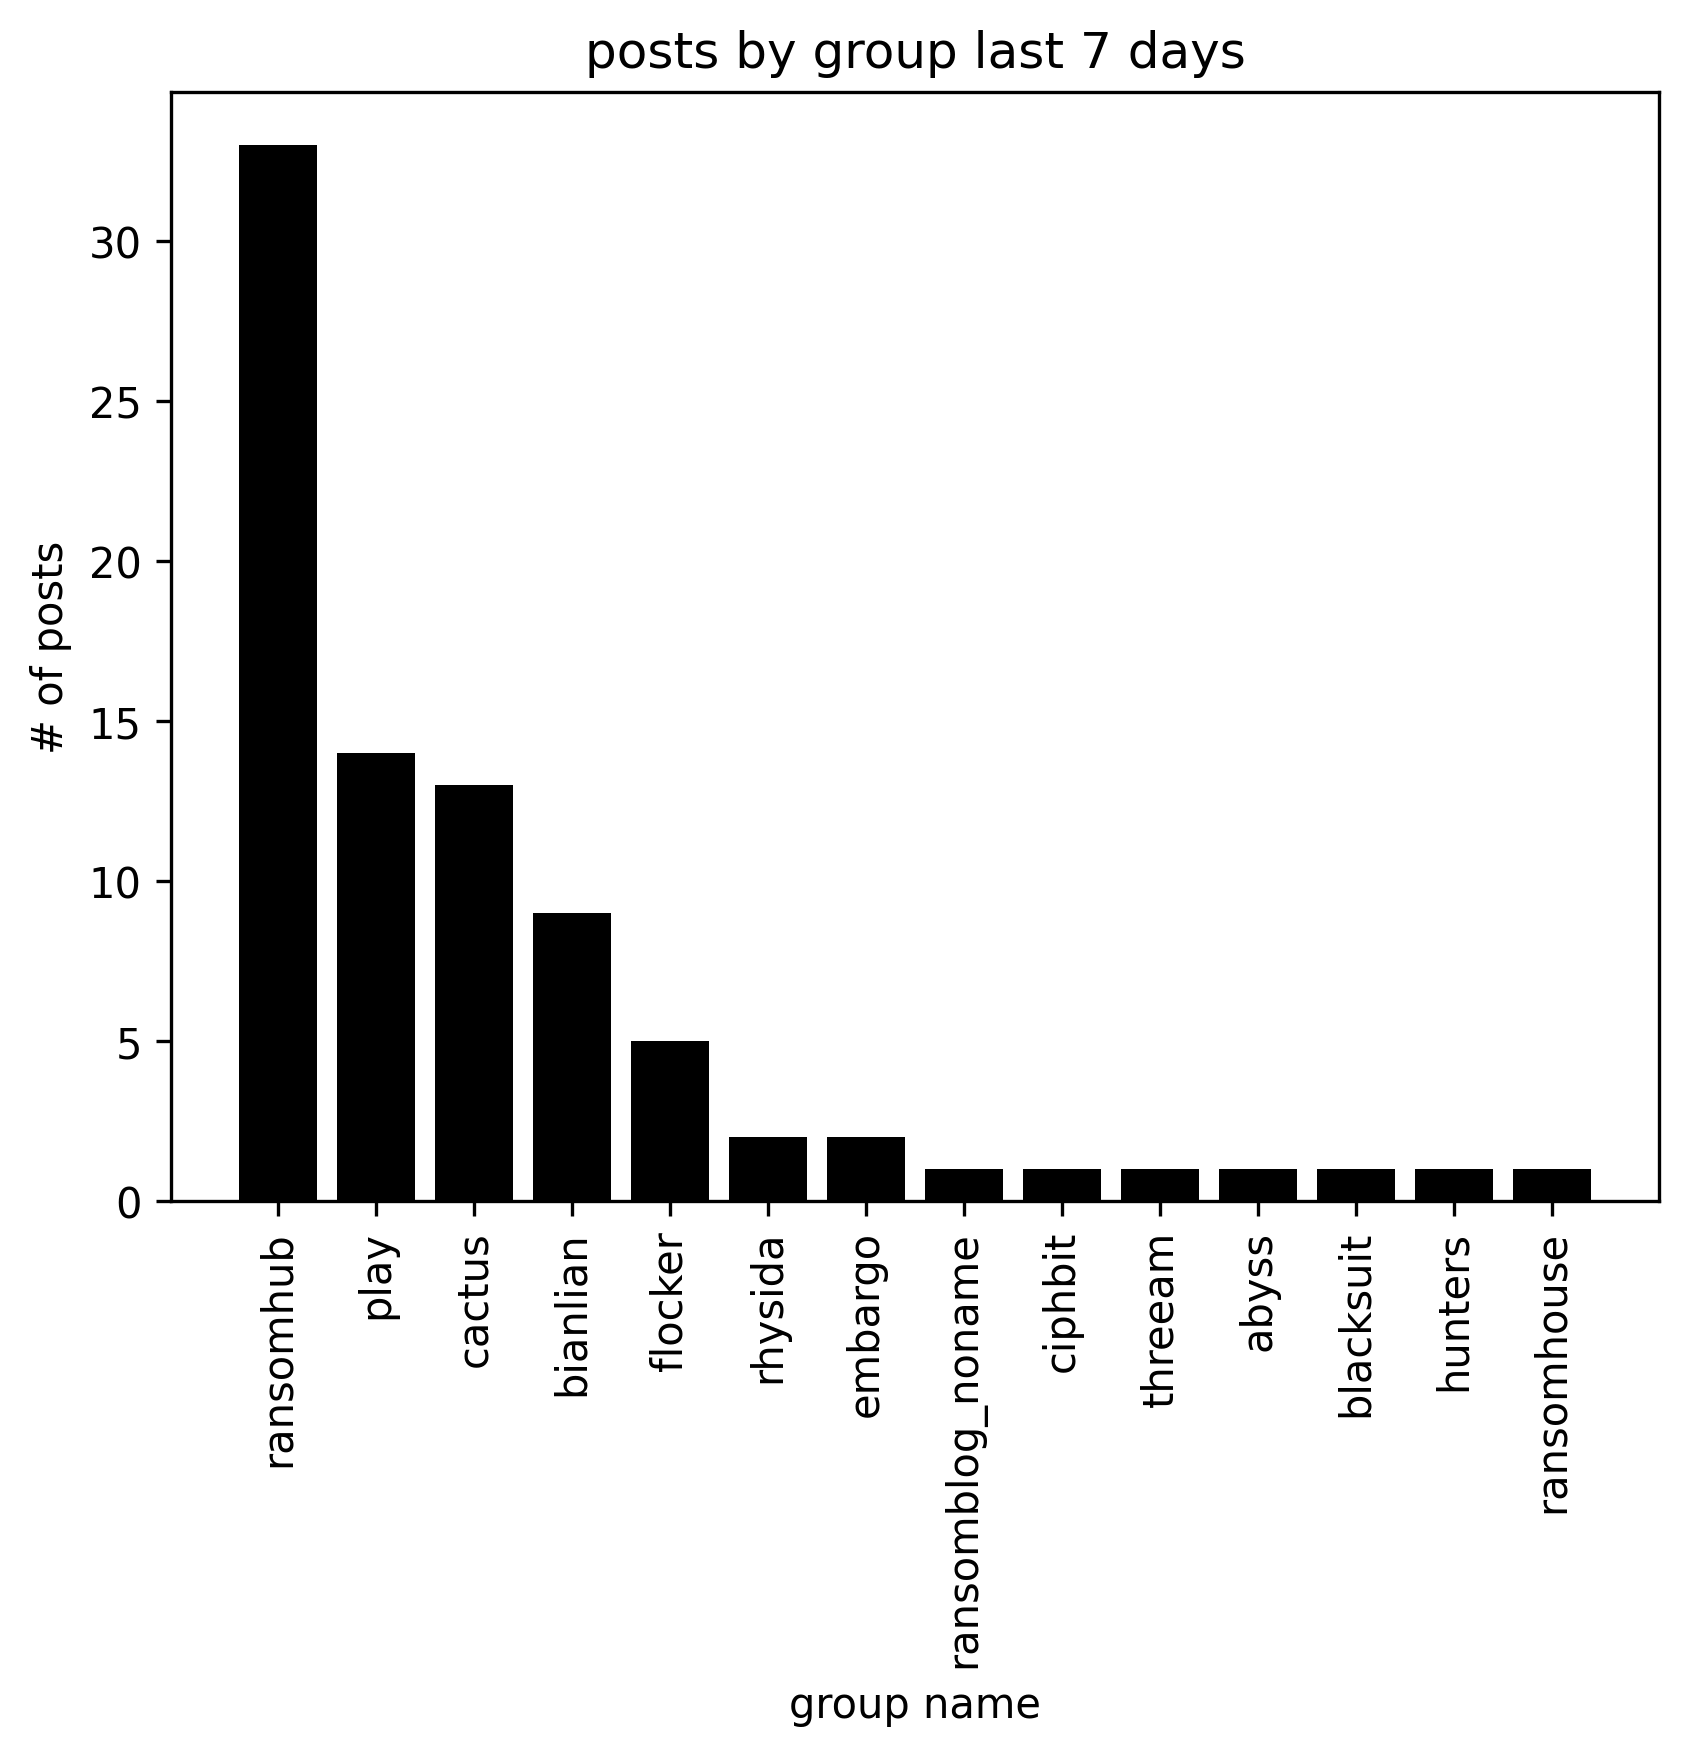 posts by group last 7 days
# of posts
30
25
20
15
10
5
0
ransomhub
play
cactus
bianlian
flocker
rhysida
embargo
ransomblog_noname
ciphbit
threeam
abyss
blacksuit
hunters
ransomhouse
group name